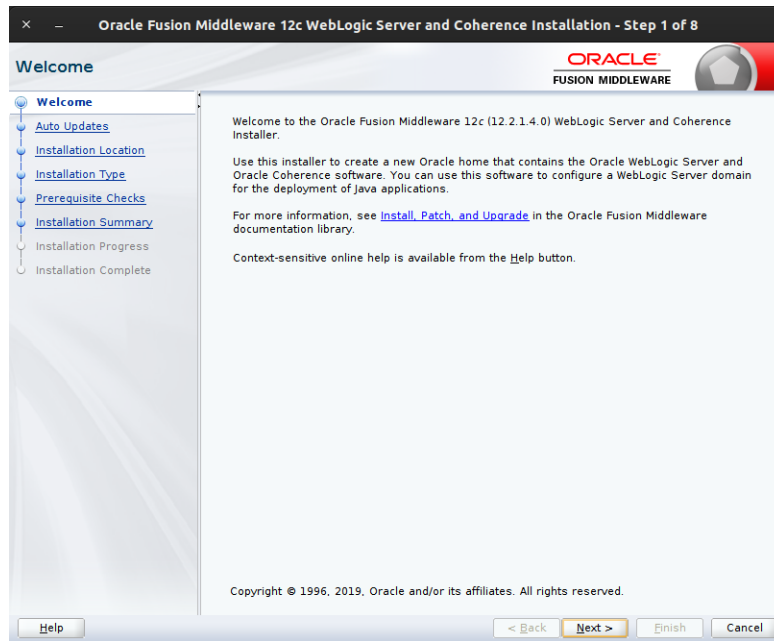 Oracle Fusion Middleware 12c WebLogic Server and Coherence Installation - Step 1 of 8
Welcome
ORACLE
FUSION MIDDLEWARE
Welcome
Auto Updates
Installation Location
Installation Type
Prerequisite Checks
Installation Summary
Installation Progress
Installation Complete
Welcome to the Oracle Fusion Middleware 12c (12.2.1.4.0) WebLogic Server and Coherence
Installer.
Use this installer to create a new Oracle home that contains the Oracle WebLogic Server and
Oracle Coherence software. You can use this software to configure a WebLogic Server domain
for the deployment of Java applications.
For more information, see Install, Patch, and Upgrade in the Oracle Fusion Middleware
documentation library.
Context-sensitive online help is available from the Help button.
Copyright © 1996, 2019, Oracle and/or its affiliates. All rights reserved.
Help
< Back
Next >
Finish
Cancel